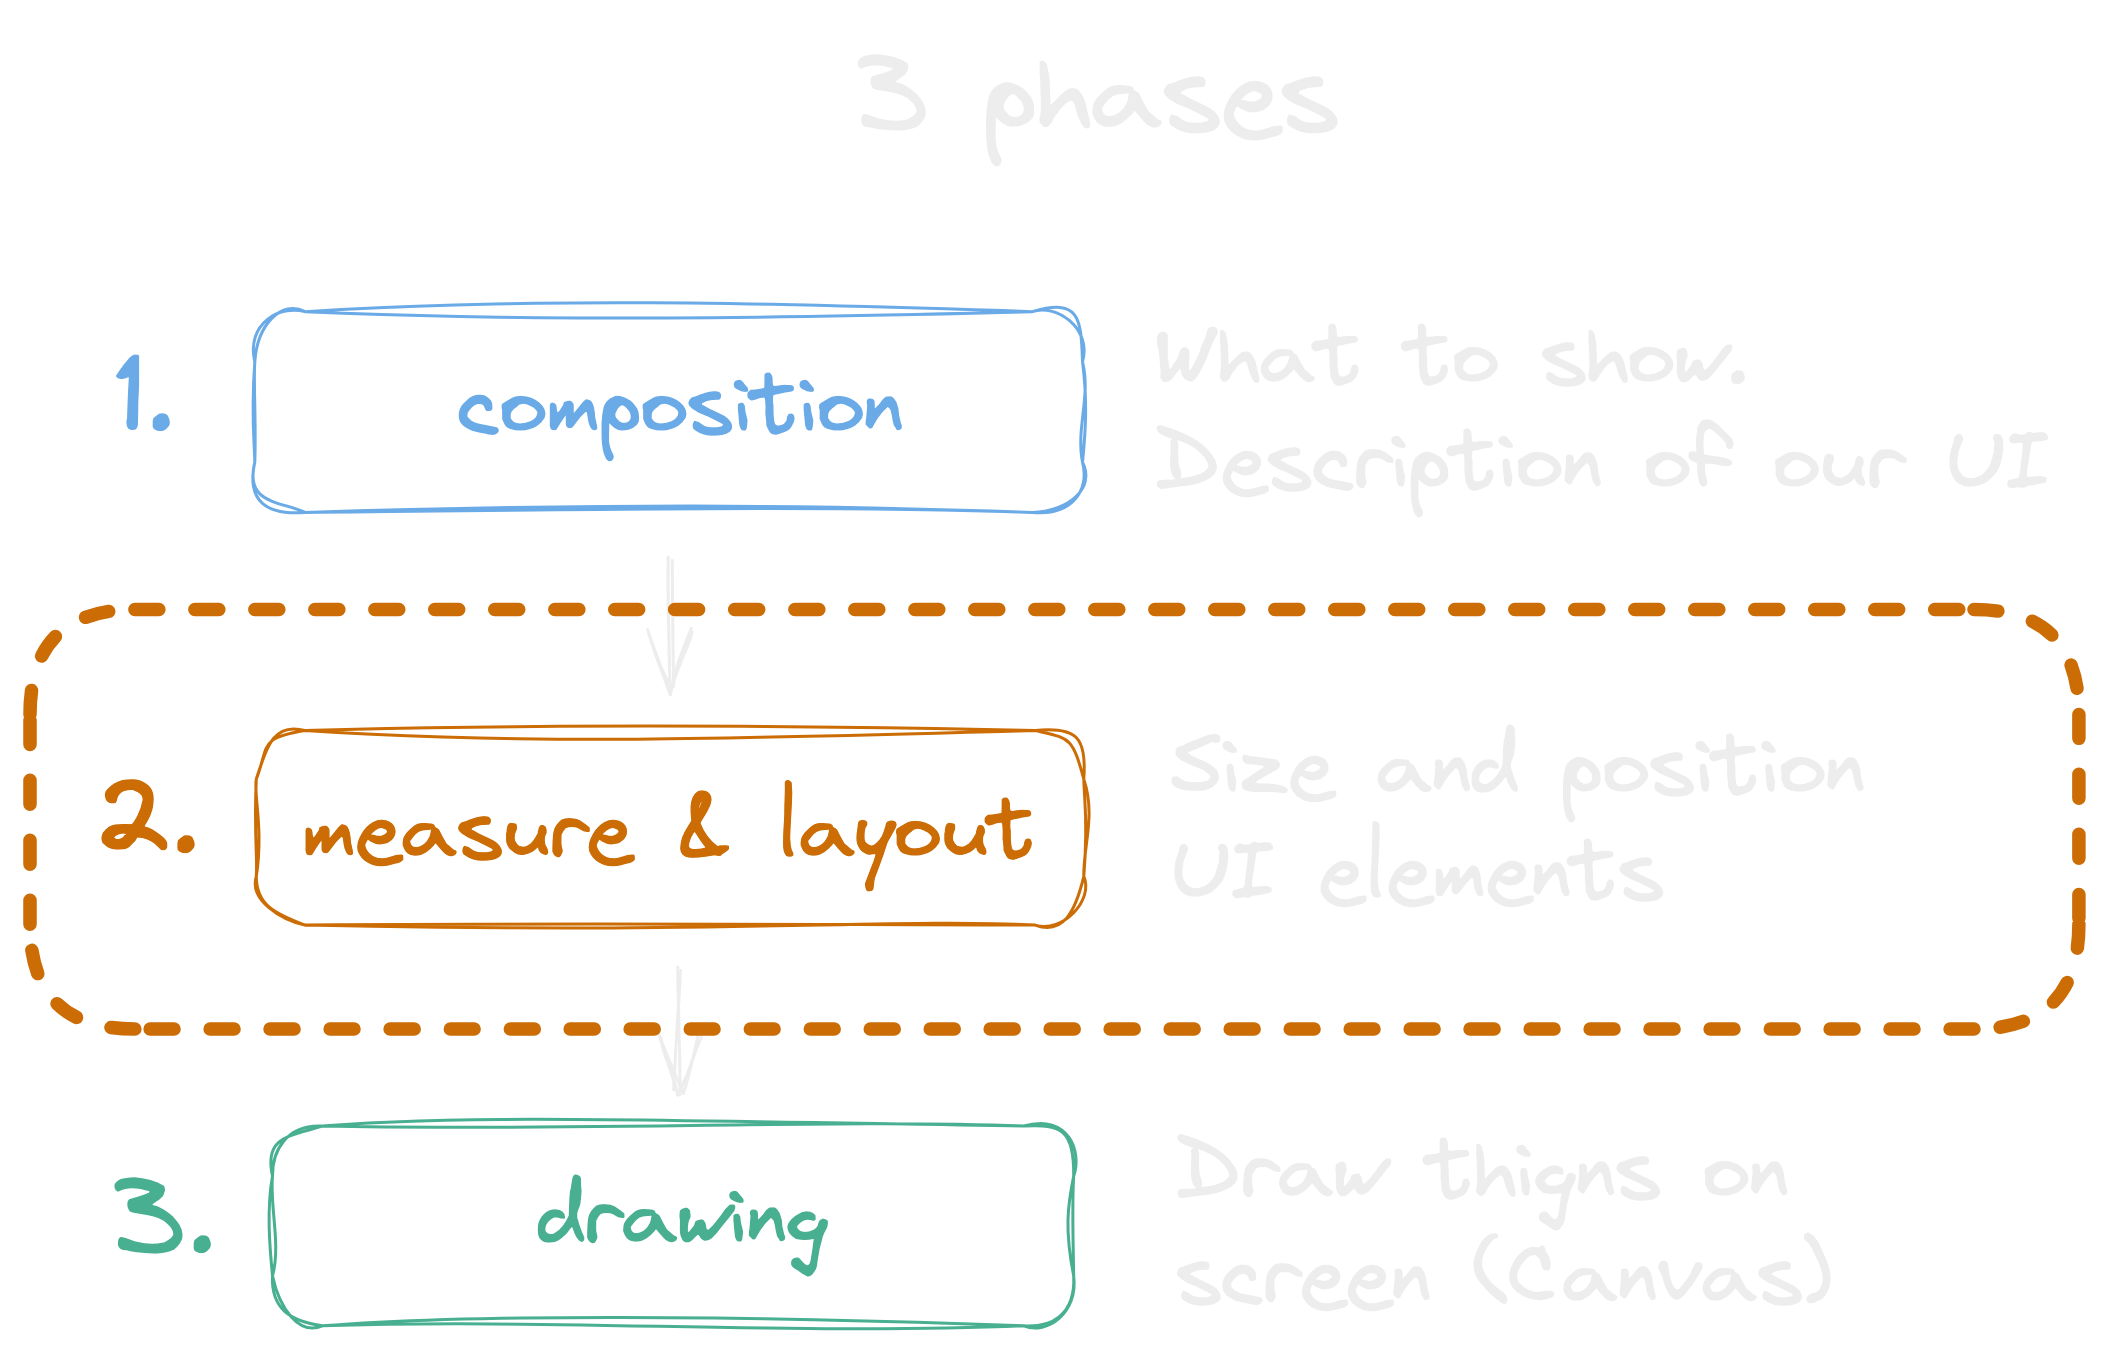 3 phases
1.
composition
What to show.
Description of our UI
2.
measure & layout
Size and position
UI elements
3.
drawing
Draw thigns on
screen (Canvas)